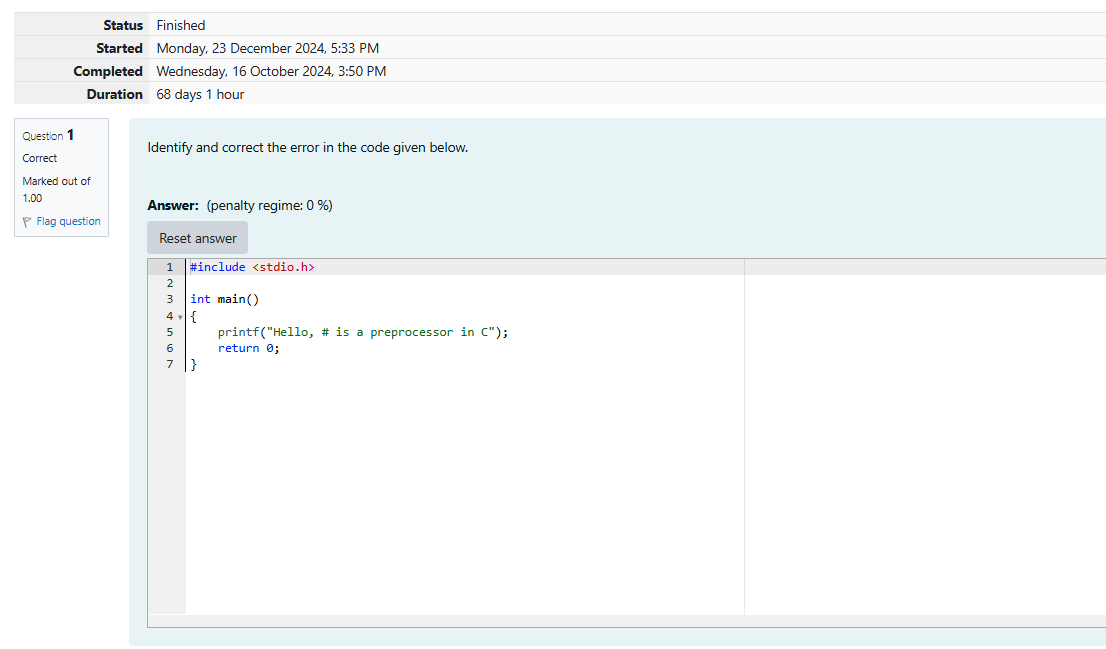 Status Finished
Started Monday, 23 December 2024, 5:33 PM
Completed Wednesday, 16 October 2024, 3:50 PM
Duration 68 days 1 hour
Question 1
Correct
Marked out of
1.00
Flag question
Identify and correct the error in the code given below.
Answer: (penalty regime: 0 %)
Reset answer
1 #include <stdio.h>
2
3 int main()
4 {
5     printf("Hello, # is a preprocessor in C");
6     return 0;
7 }